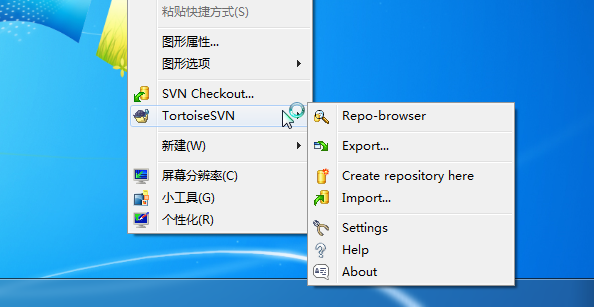 粘贴快捷方式(S)
图形属性...
图形选项
SVN Checkout...
TortoiseSVN
新建(W)
屏幕分辨率(C)
小工具(G)
个性化(R)
Repo-browser
Export...
Create repository here
Import...
Settings
Help
About